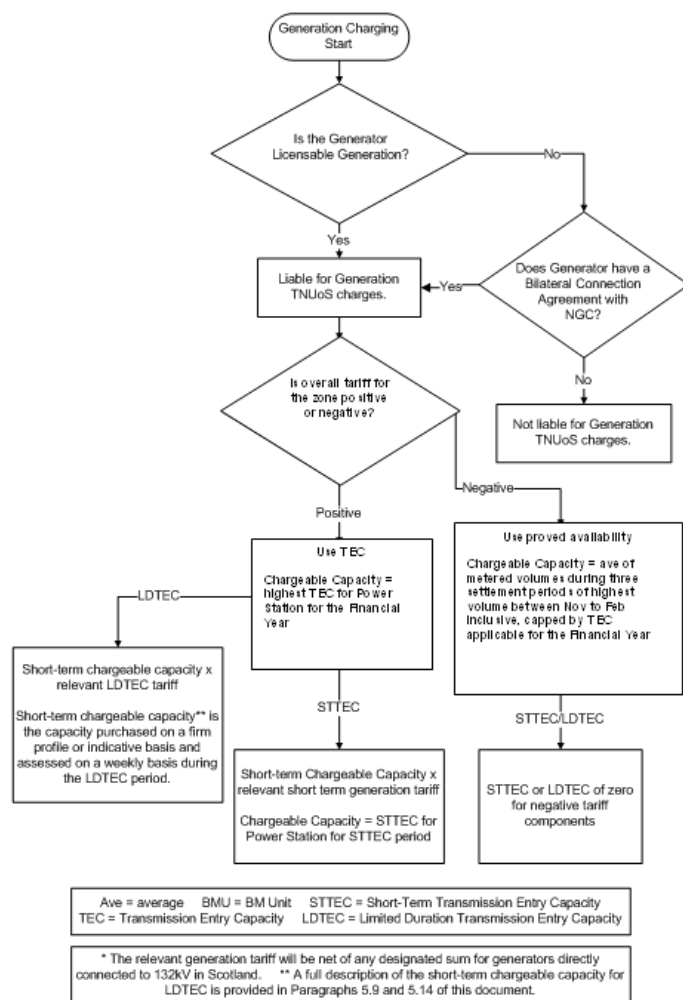 Generation Charging
Start
Is the Generator
Licensable Generation?
No
Yes
Does Generator have a
Bilateral Connection
Agreement with
NGC?
Liable for Generation
TNUoS charges.
Yes
No
Is overall tariff for
the zone positive
or negative?
Not liable for Generation
TNUoS charges.
Negative
Positive
Use TEC
Chargeable Capacity =
highest TEC for Power
Station for the Financial
Year
Use proved availability
Chargeable Capacity = ave of
metered volumes during three
settlement periods of highest
volume between Nov to Feb
inclusive, capped by TEC
applicable for the Financial Year
LDTEC
Short-term chargeable capacity x
relevant LDTEC tariff
Short-term chargeable capacity** is
the capacity purchased on a firm
profile or indicative basis and
assessed on a weekly basis during
the LDTEC period.
STTEC
STTEC/LDTEC
Short-term Chargeable Capacity x
relevant short term generation tariff
Chargeable Capacity = STTEC for
Power Station for STTEC period
STTEC or LDTEC of zero
for negative tariff
components
Ave = average BMU = BM Unit STTEC = Short-Term Transmission Entry Capacity
TEC = Transmission Entry Capacity LDTEC = Limited Duration Transmission Entry Capacity
* The relevant generation tariff will be net of any designated sum for generators directly
connected to 132kV in Scotland. ** A full description of the short-term chargeable capacity for
LDTEC is provided in Paragraphs 5.9 and 5.14 of this document.